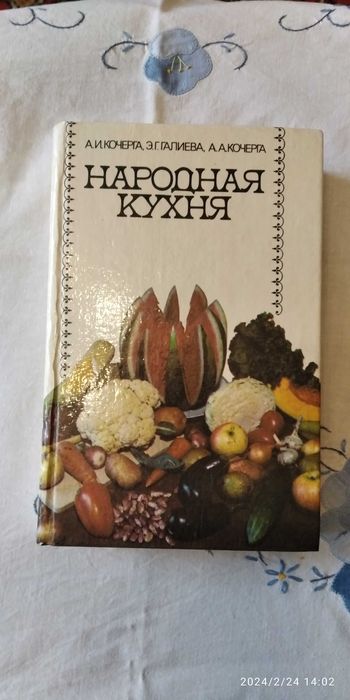 А.И.КОЧЕРГА, Э.Г.ГАЛИЕВА, А.А.КОЧЕРГА
НАРОДНАЯ
КУХНЯ
2024/2/24 14:02